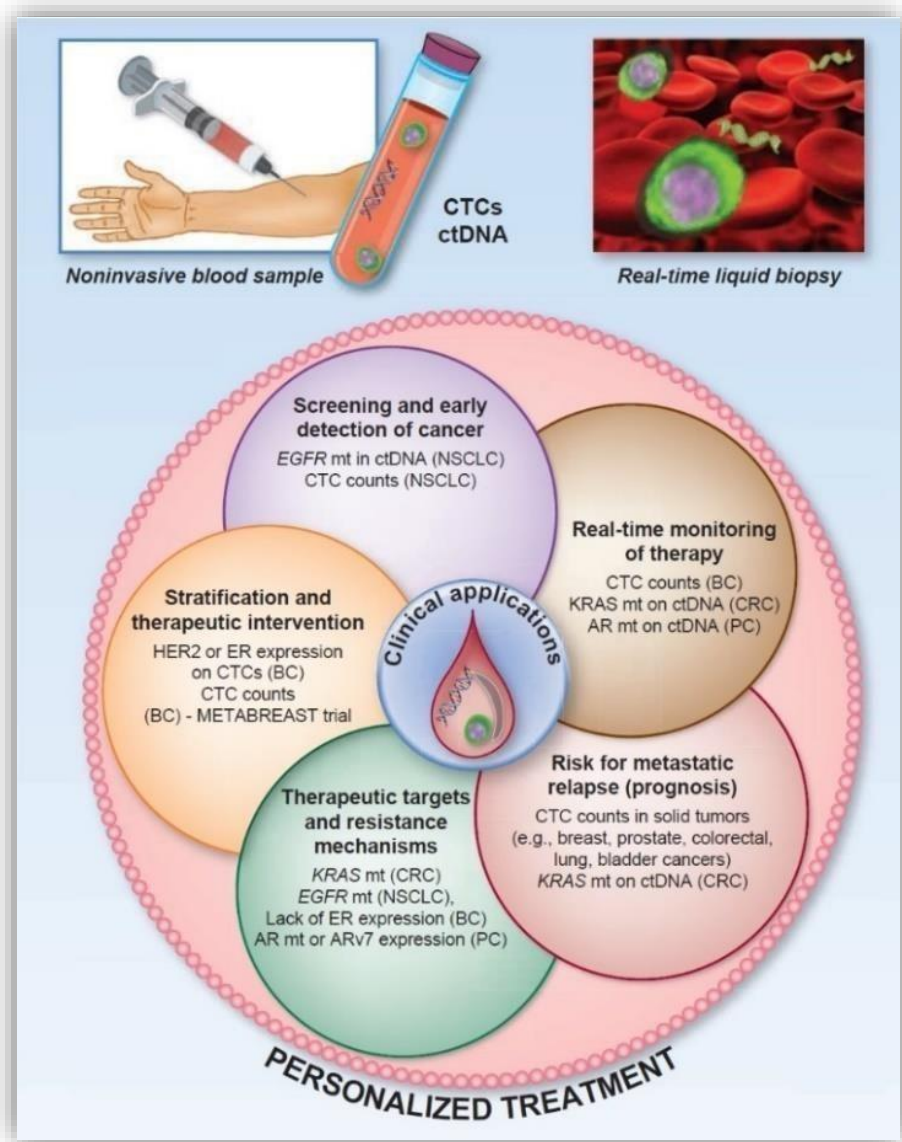 CTCs
ctDNA
Noninvasive blood sample
Real-time liquid biopsy
Screening and early
detection of cancer
EGFR mt in ctDNA (NSCLC)
CTC counts (NSCLC)
Real-time monitoring
of therapy
CTC counts (BC)
KRAS mt on ctDNA (CRC)
AR mt on ctDNA (PC)
Stratification and
therapeutic intervention
HER2 or ER expression
on CTCs (BC)
CTC counts
(BC) - METABREAST trial
Clinical applications
Risk for metastatic
relapse (prognosis)
CTC counts in solid tumors
(e.g., breast, prostate, colorectal,
lung, bladder cancers)
KRAS mt on ctDNA (CRC)
Therapeutic targets
and resistance
mechanisms
KRAS mt (CRC)
EGFR mt (NSCLC),
Lack of ER expression (BC)
AR mt or ARv7 expression (PC)
PERSONALIZED TREATMENT